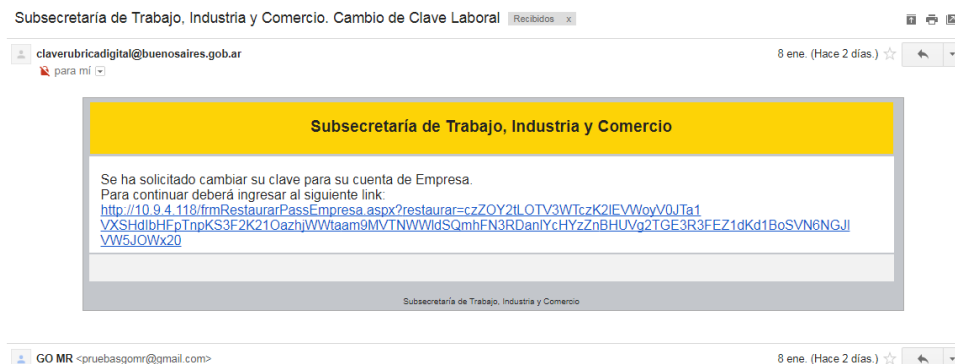 Subsecretaría de Trabajo, Industria y Comercio. Cambio de Clave Laboral Recibidos x
claverubricadigital@buenosaires.gob.ar 8 ene. (Hace 2 días.)
para mí
Subsecretaría de Trabajo, Industria y Comercio
Se ha solicitado cambiar su clave para su cuenta de Empresa.
Para continuar deberá ingresar al siguiente link:
http://10.9.4.118/frmRestaurarPassEmpresa.aspx?restaurar=czZOY2tLOTV3WTczK2lEVWoyV0JTa1
VXSHdIbHFpTnpKS3F2K21OazhjWWtaam9MVTNWWldSQmhFN3RDanlYcHYzZnBHUVg2TGE3R3FEZ1dKd1BoSVN6NGJl
VW5JOWx20
Subsecretaría de Trabajo, Industria y Comercio
GO MR <pruebasgomr@gmail.com> 8 ene. (Hace 2 días.)